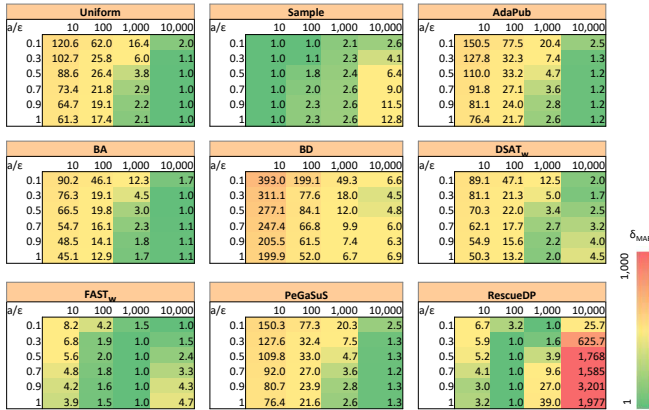 Uniform
a/ε 10 100 1,000 10,000
0.1 120.6 62.0 16.4 2.0
0.3 102.7 25.8 6.0 1.1
0.5 88.6 26.4 3.8 1.0
0.7 73.4 21.8 2.9 1.0
0.9 64.7 19.1 2.2 1.0
1 61.3 17.4 2.1 1.0
Sample
a/ε 10 100 1,000 10,000
0.1 1.0 1.0 2.1 2.6
0.3 1.0 1.1 2.3 4.1
0.5 1.0 1.8 2.4 6.4
0.7 1.0 2.0 2.6 9.0
0.9 1.0 2.3 2.6 11.5
1 1.0 2.3 2.6 12.8
AdaPub
a/ε 10 100 1,000 10,000
0.1 150.5 77.5 20.4 2.5
0.3 127.8 32.3 7.4 1.3
0.5 110.0 33.2 4.7 1.2
0.7 91.8 27.1 3.6 1.2
0.9 81.1 24.0 2.8 1.2
1 76.4 21.7 2.6 1.2
BA
a/ε 10 100 1,000 10,000
0.1 90.2 46.1 12.3 1.7
0.3 76.3 19.1 4.5 1.0
0.5 66.5 19.8 3.0 1.0
0.7 54.7 16.1 2.3 1.1
0.9 48.5 14.1 1.8 1.1
1 45.1 12.9 1.7 1.1
BD
a/ε 10 100 1,000 10,000
0.1 393.0 199.1 49.3 6.6
0.3 311.1 77.6 18.0 4.5
0.5 277.1 84.1 12.0 4.8
0.7 247.4 66.8 9.9 6.0
0.9 205.5 61.5 7.4 6.3
1 199.9 52.0 6.7 6.9
DSAT_w
a/ε 10 100 1,000 10,000
0.1 89.1 47.1 12.5 2.0
0.3 81.1 21.3 5.0 1.7
0.5 70.3 22.0 3.4 2.5
0.7 62.1 17.7 2.7 3.2
0.9 54.9 15.6 2.2 4.0
1 50.3 13.2 2.0 4.5
FAST_w
a/ε 10 100 1,000 10,000
0.1 8.2 4.2 1.5 1.0
0.3 6.8 1.9 1.0 1.5
0.5 5.6 2.0 1.0 2.4
0.7 4.8 1.8 1.0 3.3
0.9 4.2 1.6 1.0 4.3
1 3.9 1.5 1.0 4.7
PeGaSuS
a/ε 10 100 1,000 10,000
0.1 150.3 77.3 20.3 2.5
0.3 127.6 32.4 7.5 1.3
0.5 109.8 33.0 4.7 1.3
0.7 92.0 27.0 3.6 1.2
0.9 80.7 23.9 2.8 1.3
1 76.4 21.6 2.6 1.3
RescueDP
a/ε 10 100 1,000 10,000
0.1 6.7 3.2 1.0 25.7
0.3 5.9 1.0 1.6 625.7
0.5 5.2 1.0 3.9 1,768
0.7 4.1 1.0 9.6 1,585
0.9 3.0 1.0 27.0 3,201
1 3.2 1.0 39.0 1,977
1,000
1